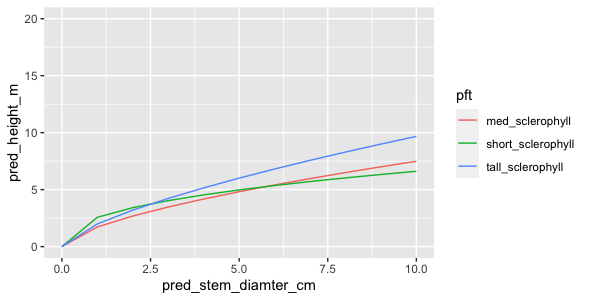 20
15
10
5
0
pred_height_m
0.0
2.5
5.0
7.5
10.0
pred_stem_diamter_cm
pft
med_sclerophyll
short_sclerophyll
tall_sclerophyll